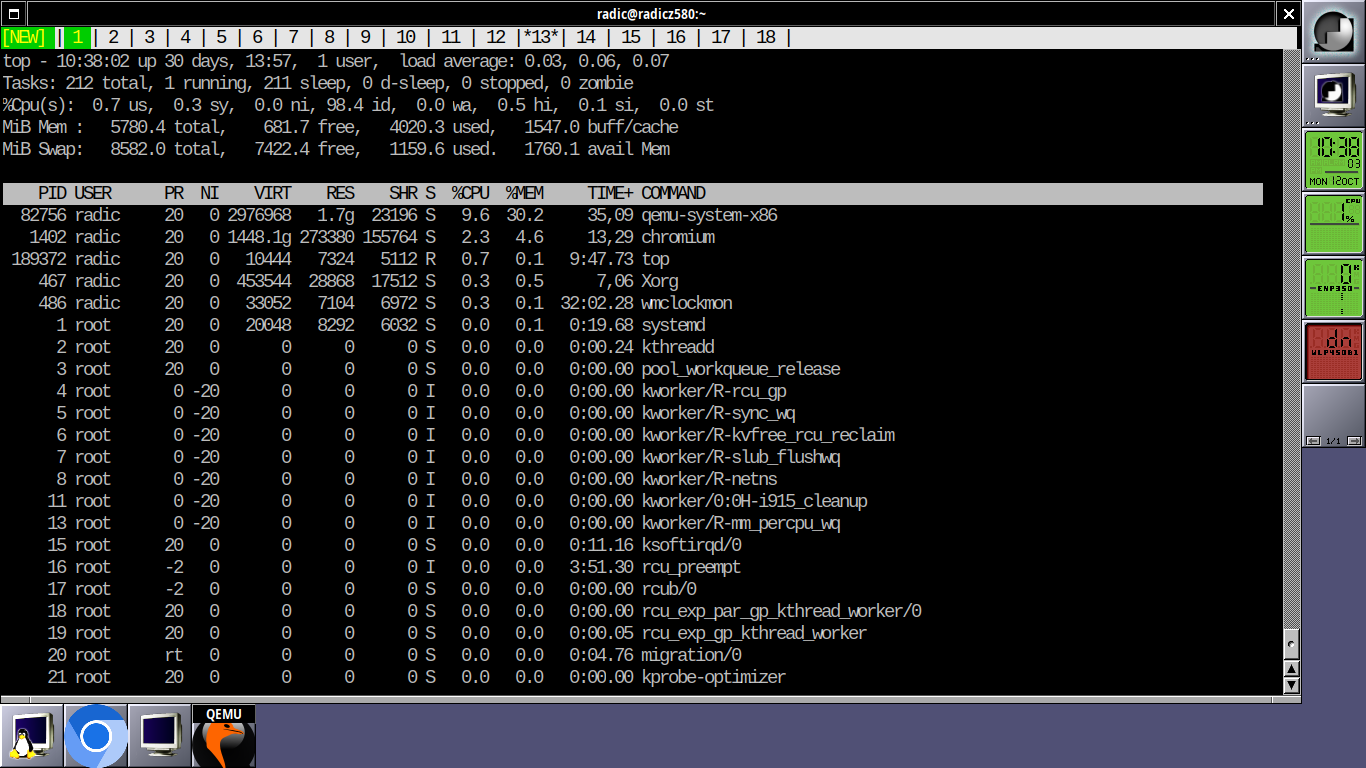 radic@radicz580:~
[NEW] | 1 | 2 | 3 | 4 | 5 | 6 | 7 | 8 | 9 | 10 | 11 | 12 |*13*| 14 | 15 | 16 | 17 | 18 |
top - 10:38:02 up 30 days, 13:57,  1 user,  load average: 0.03, 0.06, 0.07
Tasks: 212 total, 1 running, 211 sleep, 0 d-sleep, 0 stopped, 0 zombie
%Cpu(s):  0.7 us,  0.3 sy,  0.0 ni, 98.4 id,  0.0 wa,  0.5 hi,  0.1 si,  0.0 st
MiB Mem :   5780.4 total,    681.7 free,   4020.3 used,   1547.0 buff/cache
MiB Swap:   8582.0 total,   7422.4 free,   1159.6 used.   1760.1 avail Mem
PID USER PR NI VIRT RES SHR S %CPU %MEM TIME+ COMMAND
82756 radic 20 0 2976968 1.7g 23196 S 9.6 30.2 35,09 qemu-system-x86
1402 radic 20 0 1448.1g 273380 155764 S 2.3 4.6 13,29 chromium
189372 radic 20 0 10444 7324 5112 R 0.7 0.1 9:47.73 top
467 radic 20 0 453544 28868 17512 S 0.3 0.5 7,06 Xorg
486 radic 20 0 33052 7104 6972 S 0.3 0.1 32:02.28 wmclockmon
1 root 20 0 20048 8292 6032 S 0.0 0.1 0:19.68 systemd
2 root 20 0 0 0 0 S 0.0 0.0 0:00.24 kthreadd
3 root 20 0 0 0 0 S 0.0 0.0 0:00.00 pool_workqueue_release
4 root 0 -20 0 0 0 I 0.0 0.0 0:00.00 kworker/R-rcu_gp
5 root 0 -20 0 0 0 I 0.0 0.0 0:00.00 kworker/R-sync_wq
6 root 0 -20 0 0 0 I 0.0 0.0 0:00.00 kworker/R-kvfree_rcu_reclaim
7 root 0 -20 0 0 0 I 0.0 0.0 0:00.00 kworker/R-slub_flushwq
8 root 0 -20 0 0 0 I 0.0 0.0 0:00.00 kworker/R-netns
11 root 0 -20 0 0 0 I 0.0 0.0 0:00.00 kworker/0:0H-i915_cleanup
13 root 0 -20 0 0 0 I 0.0 0.0 0:00.00 kworker/R-mm_percpu_wq
15 root 20 0 0 0 0 S 0.0 0.0 0:11.16 ksoftirqd/0
16 root -2 0 0 0 0 I 0.0 0.0 3:51.30 rcu_preempt
17 root -2 0 0 0 0 S 0.0 0.0 0:00.00 rcub/0
18 root 20 0 0 0 0 S 0.0 0.0 0:00.00 rcu_exp_par_gp_kthread_worker/0
19 root 20 0 0 0 0 S 0.0 0.0 0:00.05 rcu_exp_gp_kthread_worker
20 root rt 0 0 0 0 S 0.0 0.0 0:04.76 migration/0
21 root 20 0 0 0 0 S 0.0 0.0 0:00.00 kprobe-optimizer
10:38
03
MON 12OCT
CPU
1%
0K
ENP3S0
dn
WLP4S0B1
1/1
QEMU